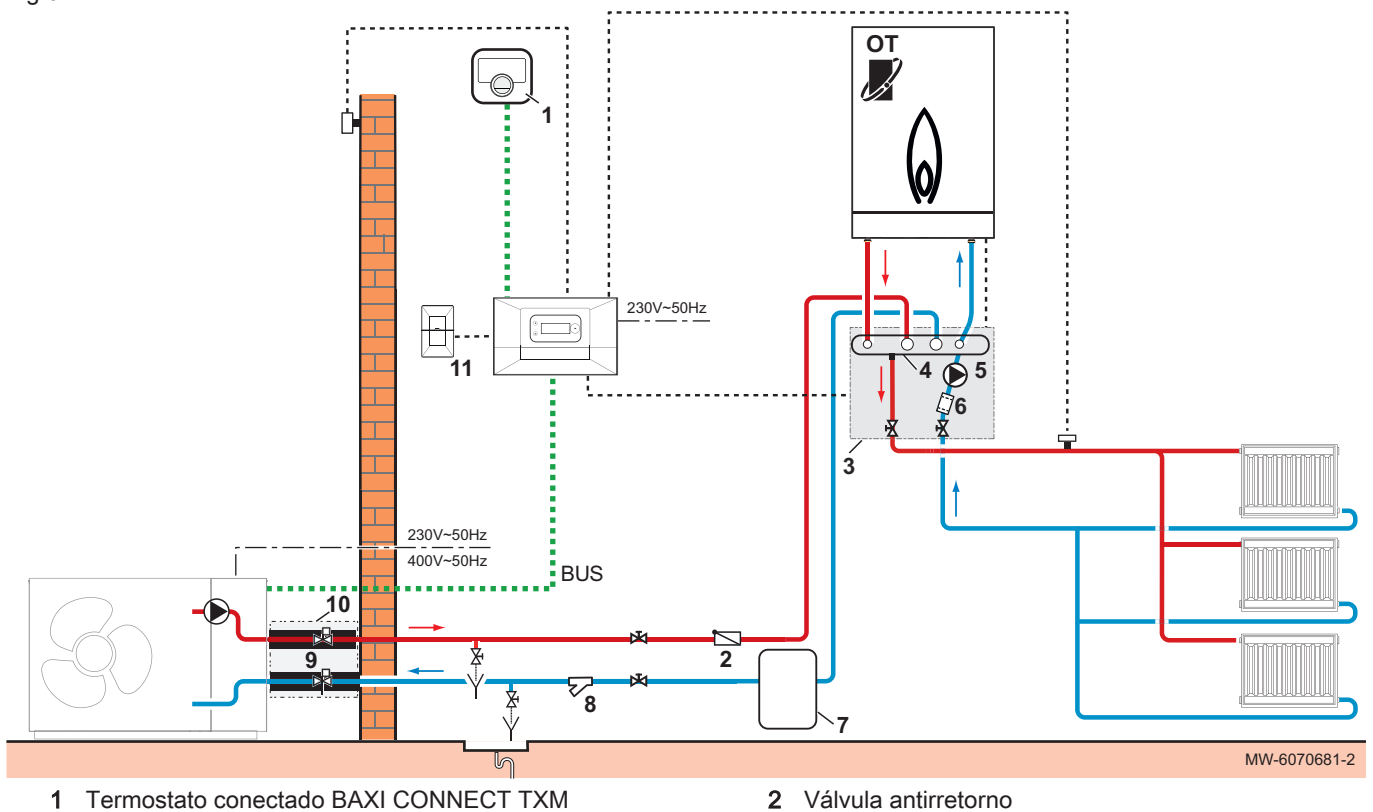 OT
1
230V~50Hz
11
4
5
6
3
230V~50Hz
400V~50Hz
BUS
10
9
2
8
7
MW-6070681-2
1 Termostato conectado BAXI CONNECT TXM
2 Válvula antirretorno